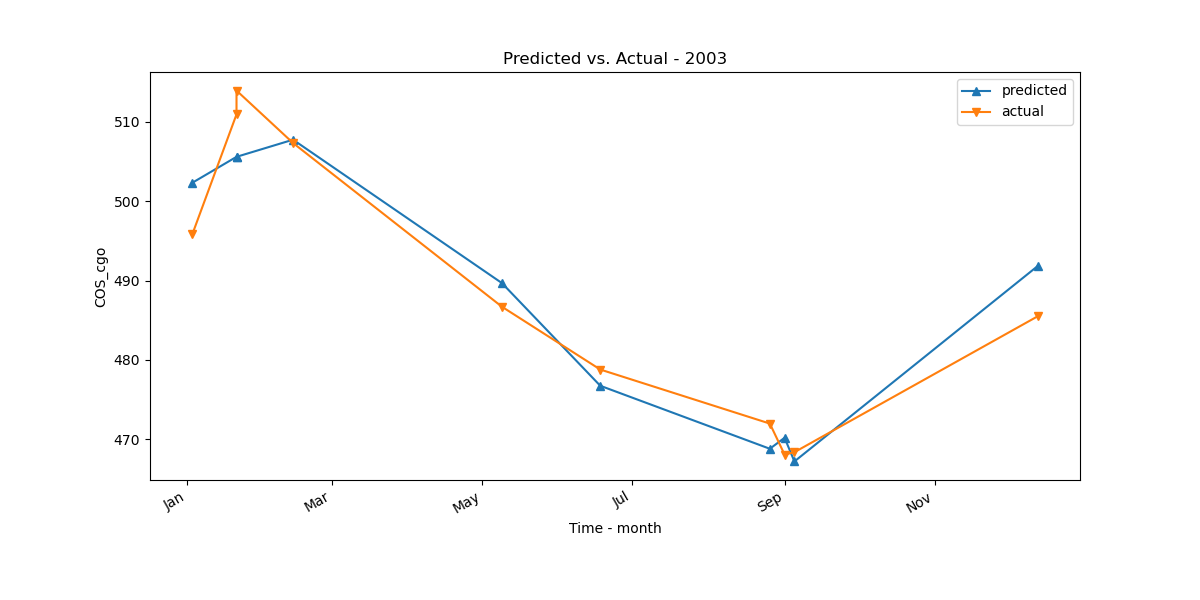 Predicted vs. Actual - 2003
predicted
actual
COS_cgo
510
500
490
480
470
Jan
Mar
May
Jul
Sep
Nov
Time - month